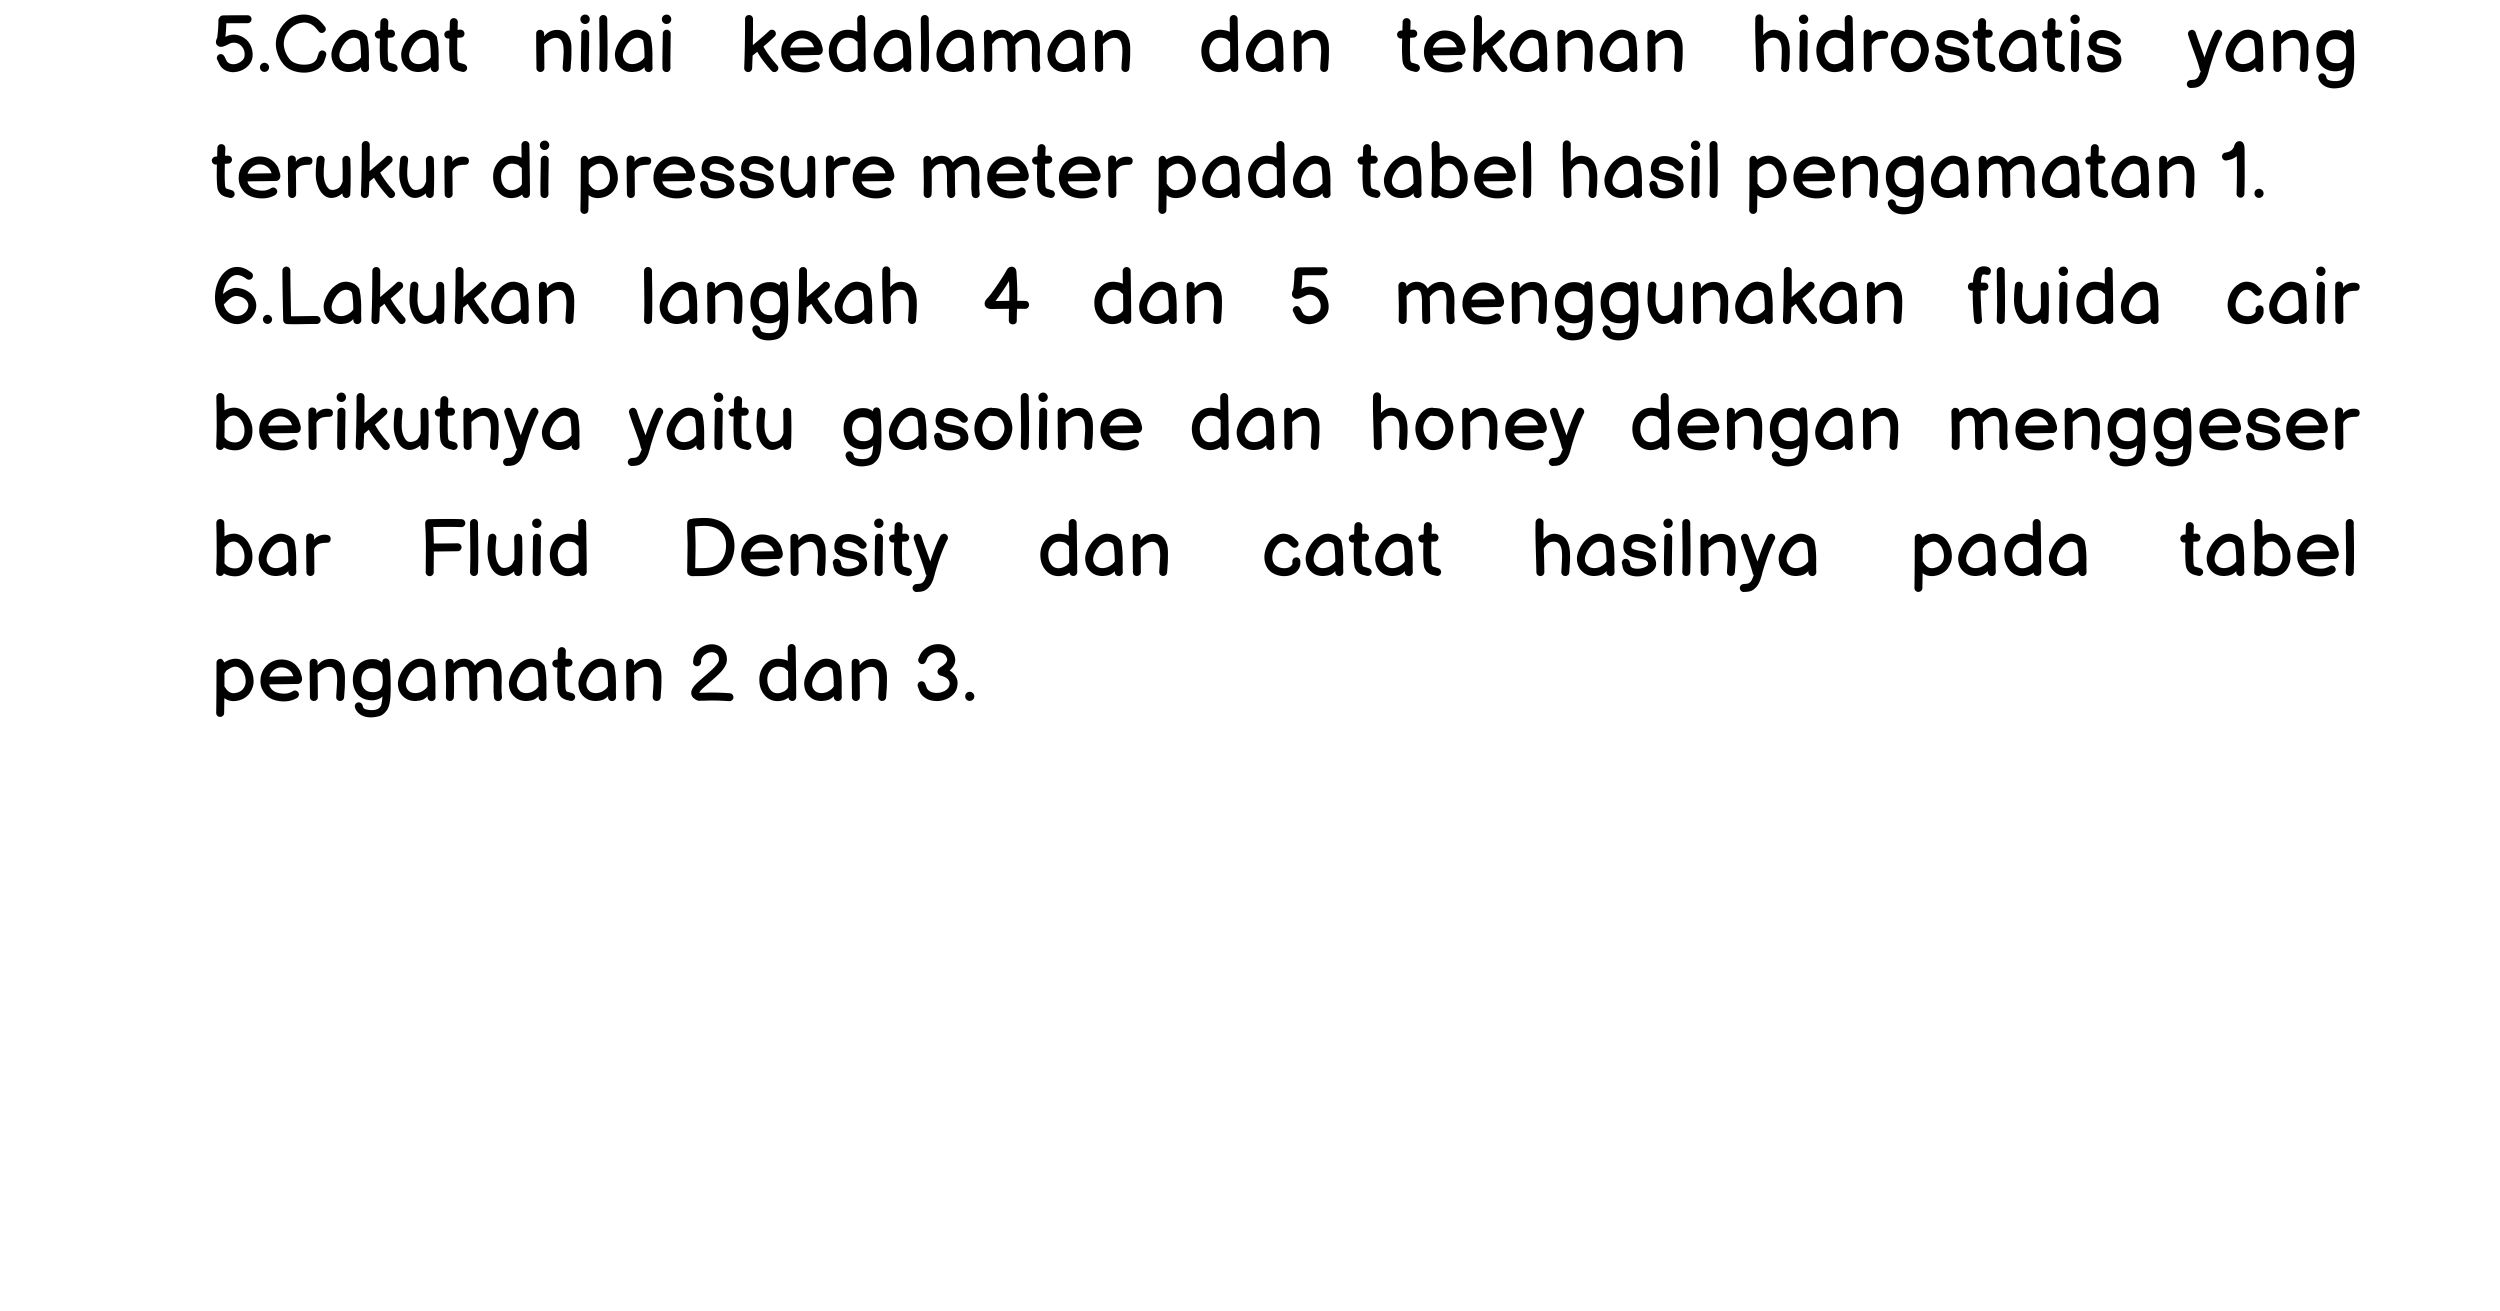 5.Catat nilai kedalaman dan tekanan hidrostatis yang
terukur di pressure meter pada tabel hasil pengamatan 1.
6.Lakukan langkah 4 dan 5 menggunakan fluida cair
berikutnya yaitu gasolin dan honey dengan menggeser
bar Fluid Density dan catat hasilnya pada tabel
pengamatan 2 dan 3.